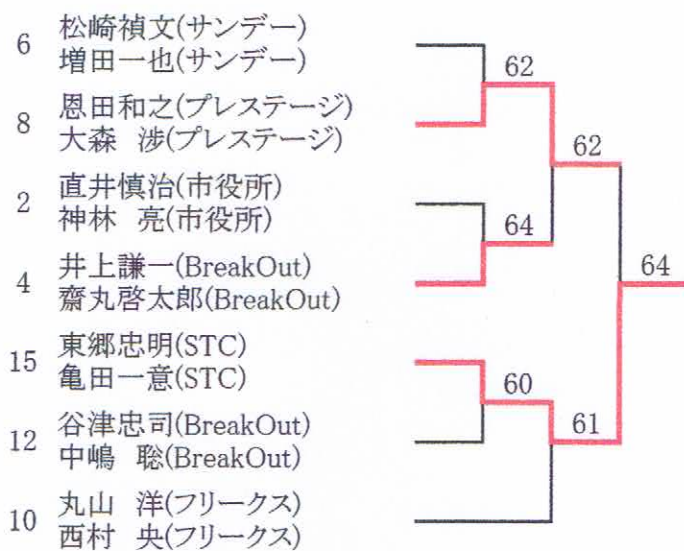 6 松崎禎文(サンデー)
増田一也(サンデー)
8 恩田和之(プレステージ)
大森 渉(プレステージ)
2 直井慎治(市役所)
神林 亮(市役所)
4 井上謙一(BreakOut)
齋丸啓太郎(BreakOut)
15 東郷忠明(STC)
亀田一意(STC)
12 谷津忠司(BreakOut)
中嶋 聡(BreakOut)
10 丸山 洋(フリークス)
西村 央(フリークス)
62
62
64
64
60
61